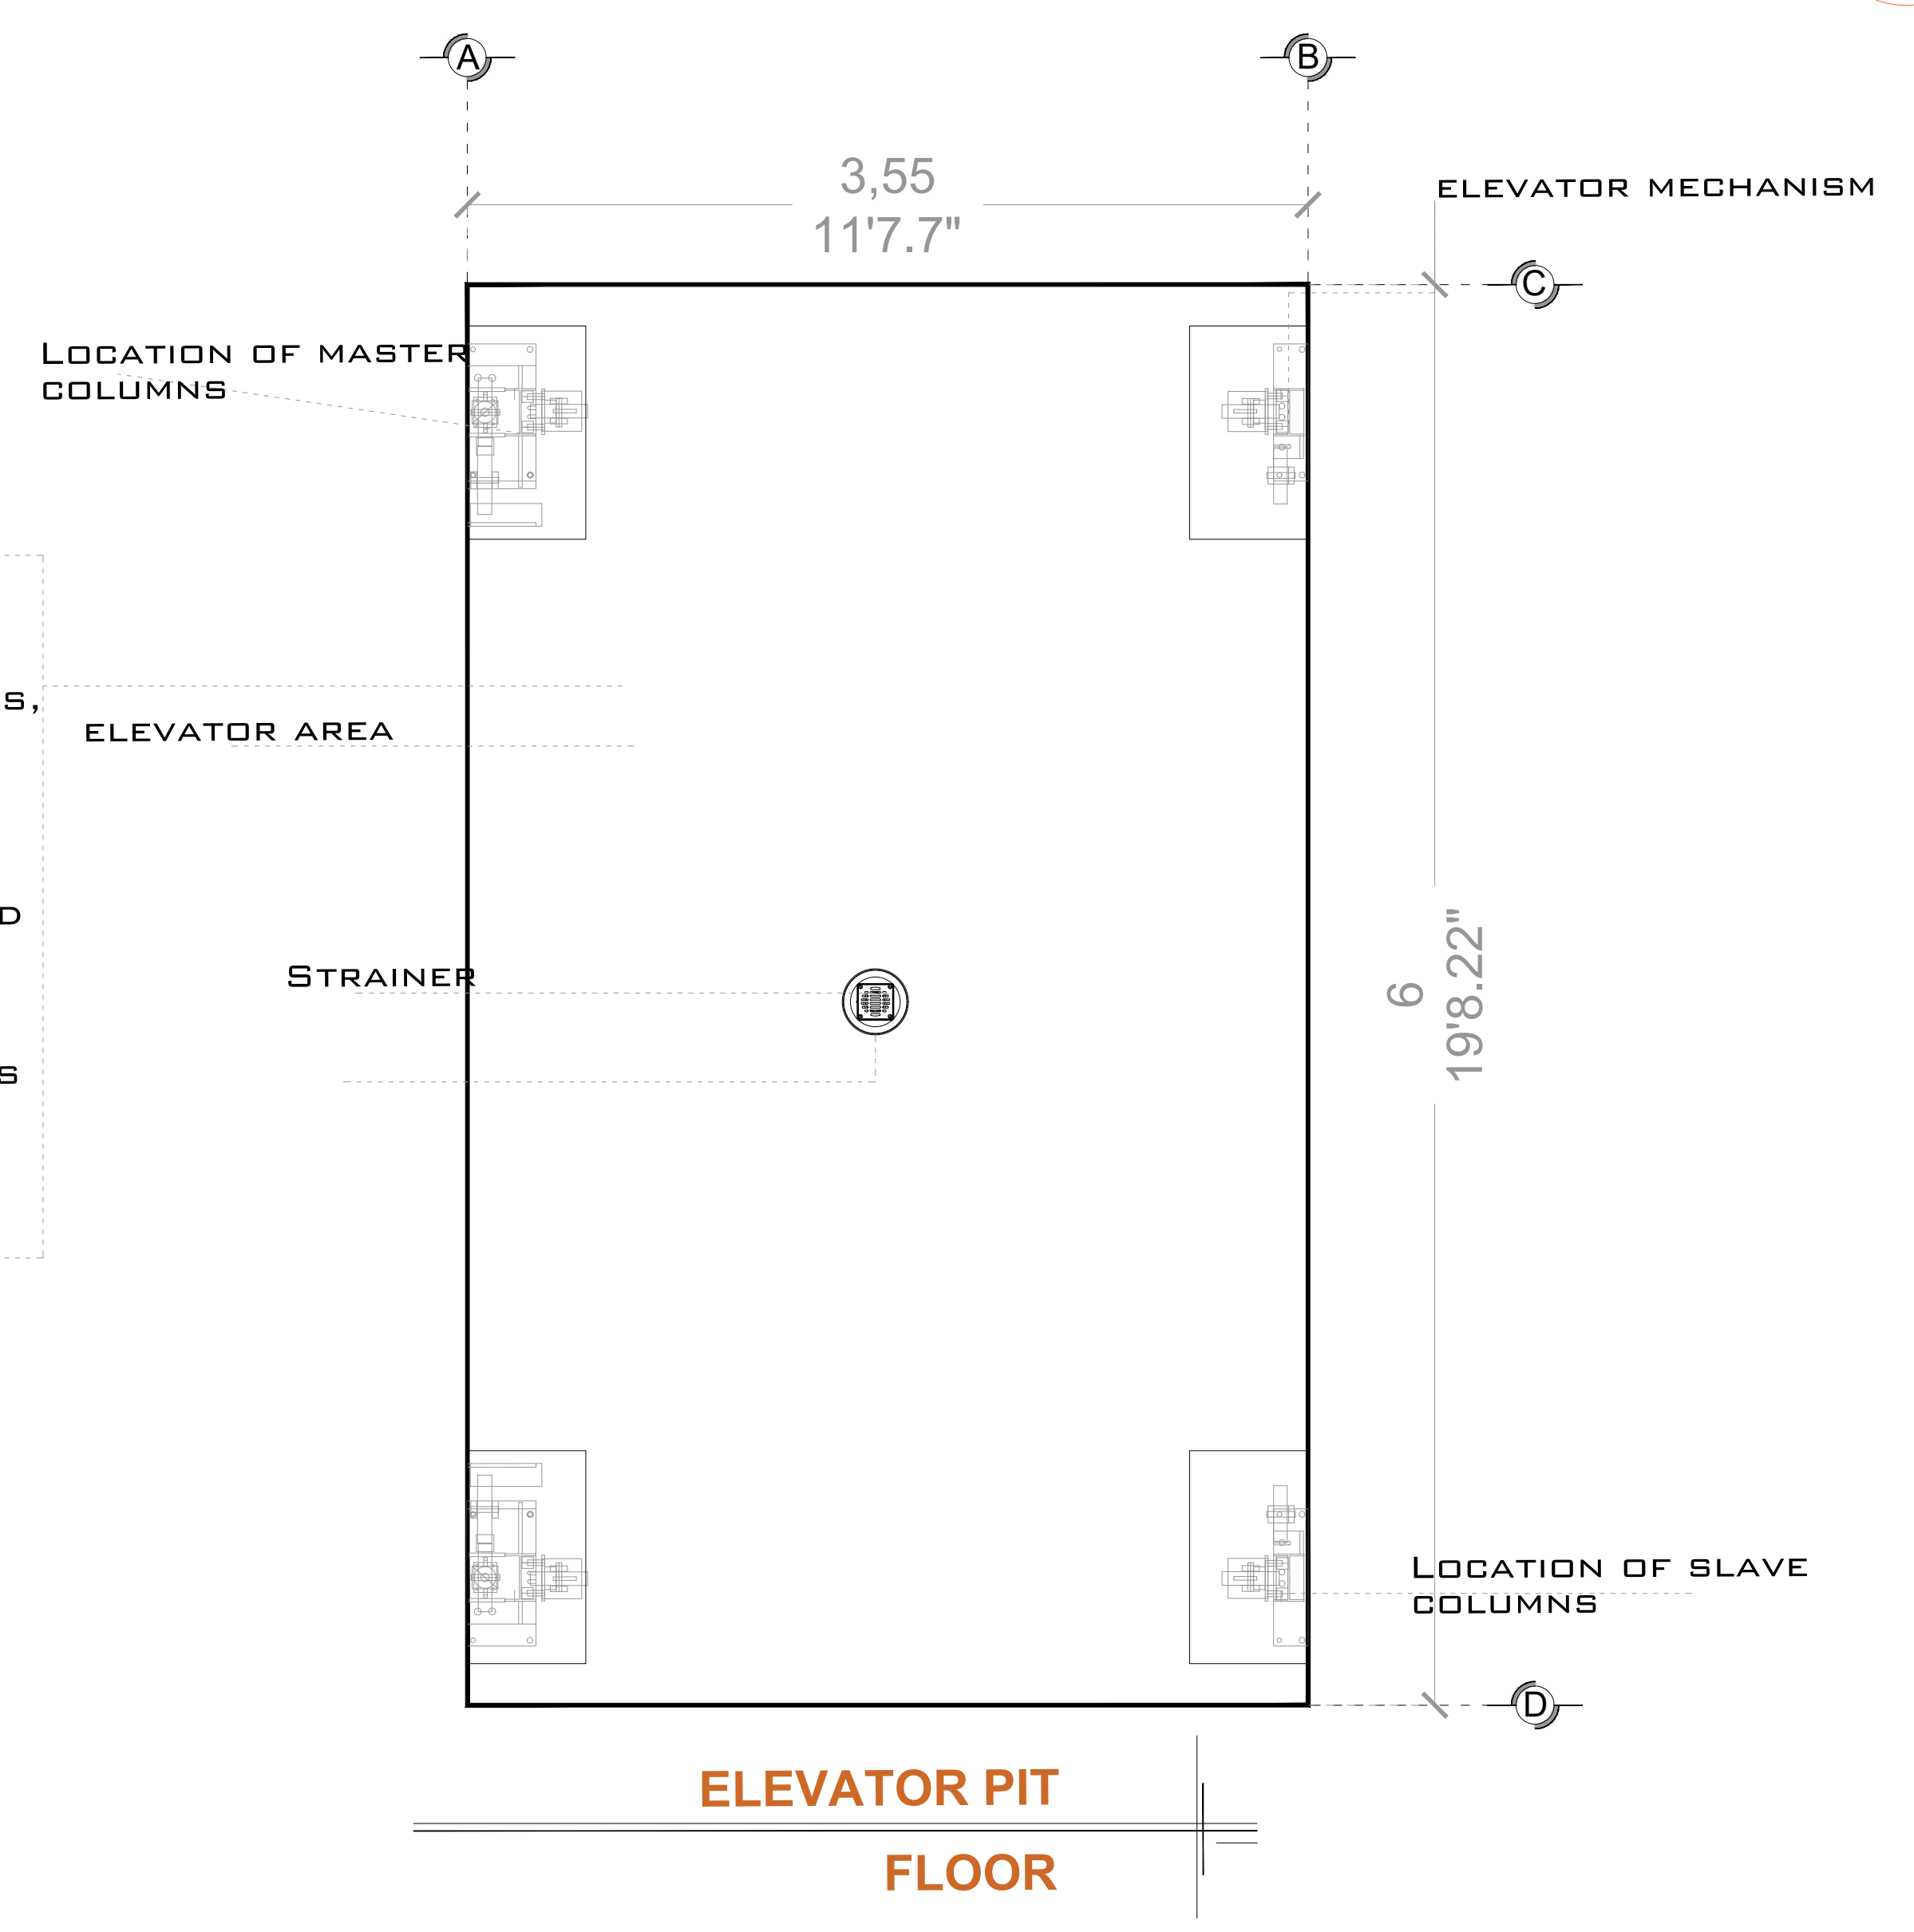 A
B
3,55
11'7.7"
ELEVATOR MECHANISM
C
LOCATION OF MASTER
COLUMNS
S,
ELEVATOR AREA
D
STRAINER
6
19'8.22"
S
LOCATION OF SLAVE
COLUMNS
D
ELEVATOR PIT
FLOOR